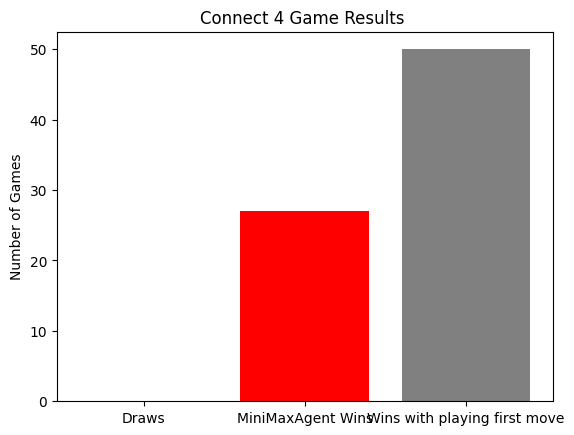 Connect 4 Game Results
Number of Games
50
40
30
20
10
0
Draws
MiniMaxAgent Wins
Wins with playing first move